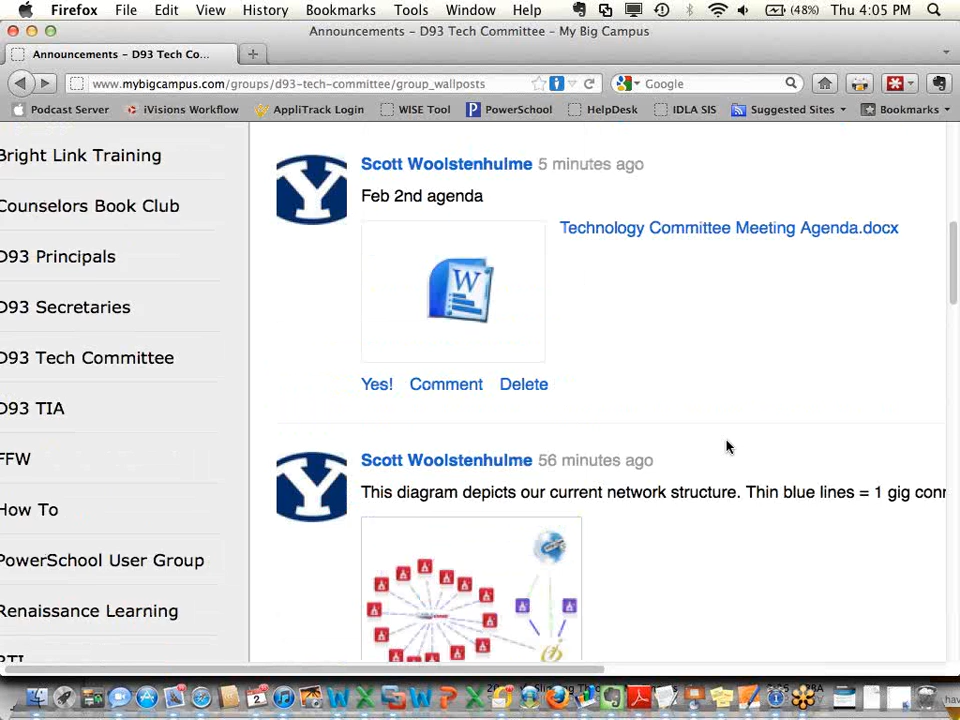 Firefox File Edit View History Bookmarks Tools Window Help (48%) Thu 4:05 PM
Announcements – D93 Tech Committee – My Big Campus
Announcements – D93 Tech Co...
www.mybigcampus.com/groups/d93-tech-committee/group_wallposts Google
Podcast Server iVisions Workflow AppliTrack Login WISE Tool PowerSchool HelpDesk IDLA SIS Suggested Sites Bookmarks
Bright Link Training
Counselors Book Club
D93 Principals
D93 Secretaries
D93 Tech Committee
D93 TIA
FFW
How To
PowerSchool User Group
Renaissance Learning
RTI
Scott Woolstenhulme 5 minutes ago
Feb 2nd agenda
Technology Committee Meeting Agenda.docx
Yes! Comment Delete
Scott Woolstenhulme 56 minutes ago
This diagram depicts our current network structure. Thin blue lines = 1 gig conn